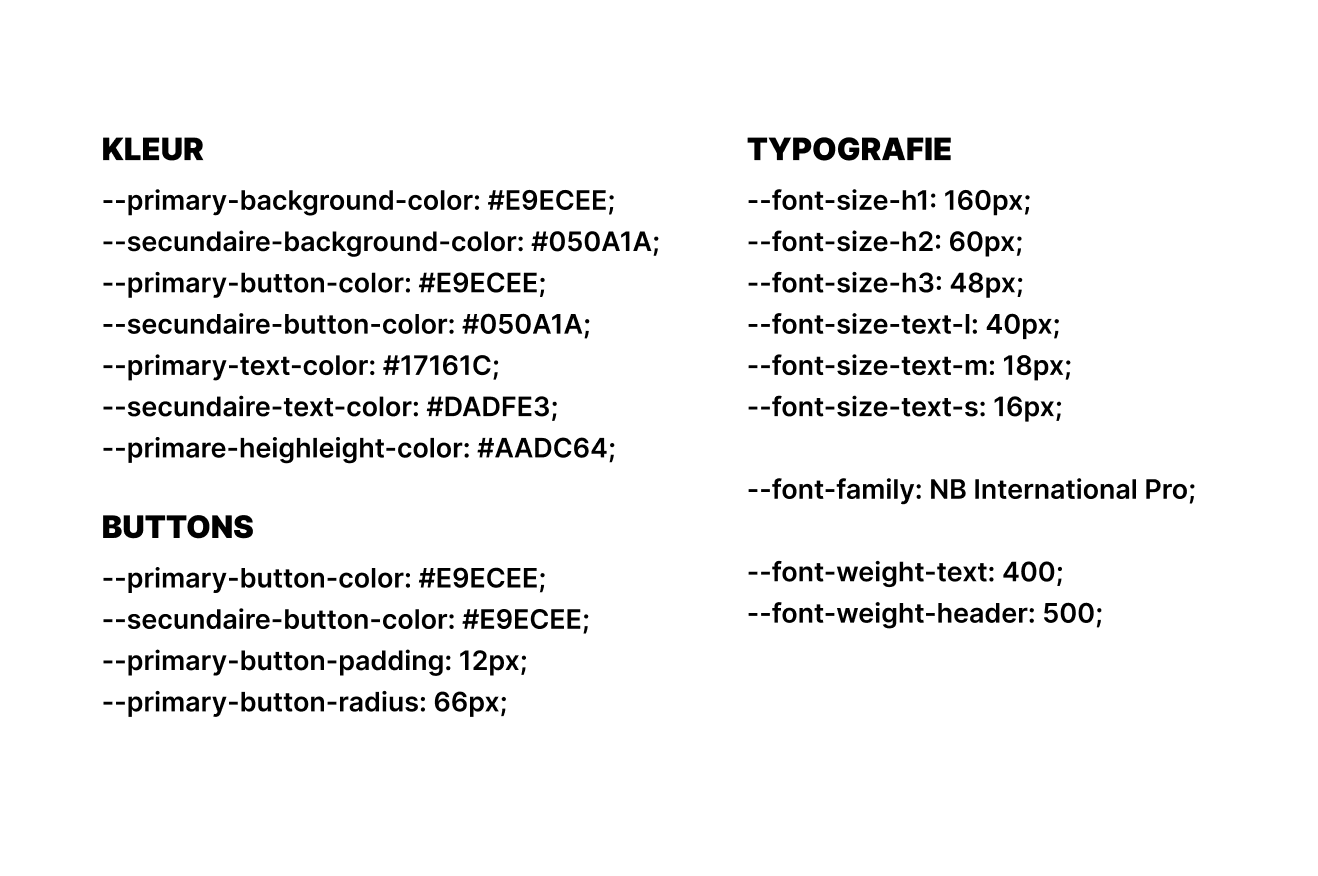 KLEUR
--primary-background-color: #E9ECEE;
--secundaire-background-color: #050A1A;
--primary-button-color: #E9ECEE;
--secundaire-button-color: #050A1A;
--primary-text-color: #17161C;
--secundaire-text-color: #DADFE3;
--primare-heighleight-color: #AADC64;
BUTTONS
--primary-button-color: #E9ECEE;
--secundaire-button-color: #E9ECEE;
--primary-button-padding: 12px;
--primary-button-radius: 66px;
TYPOGRAFIE
--font-size-h1: 160px;
--font-size-h2: 60px;
--font-size-h3: 48px;
--font-size-text-l: 40px;
--font-size-text-m: 18px;
--font-size-text-s: 16px;
--font-family: NB International Pro;
--font-weight-text: 400;
--font-weight-header: 500;